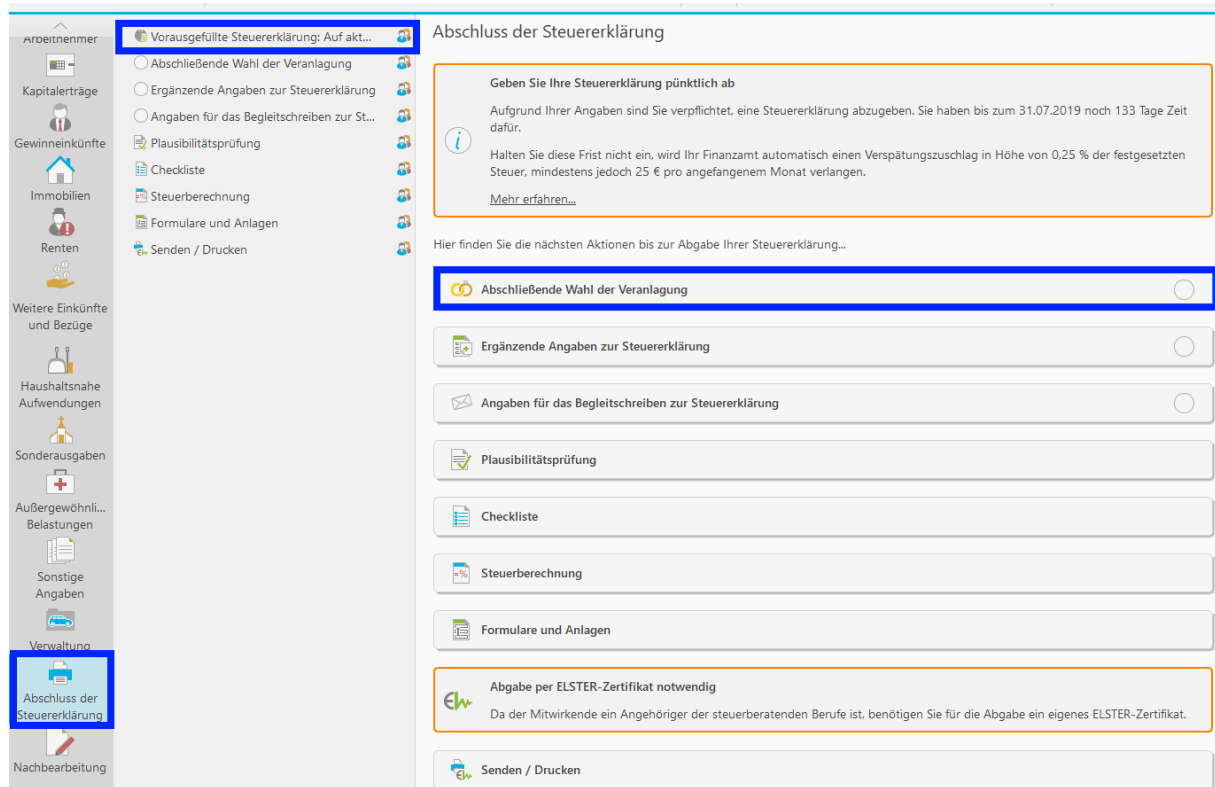 Arbeitnehmer
Kapitalerträge
Gewinneinkünfte
Immobilien
Renten
Weitere Einkünfte
und Bezüge
Haushaltsnahe
Aufwendungen
Sonderausgaben
Außergewöhnli...
Belastungen
Sonstige
Angaben
Verwaltung
Abschluss der
Steuererklärung
Nachbearbeitung
Vorausgefüllte Steuererklärung: Auf akt...
Abschließende Wahl der Veranlagung
Ergänzende Angaben zur Steuererklärung
Angaben für das Begleitschreiben zur St...
Plausibilitätsprüfung
Checkliste
Steuerberechnung
Formulare und Anlagen
Senden / Drucken
Abschluss der Steuererklärung
Geben Sie Ihre Steuererklärung pünktlich ab
Aufgrund Ihrer Angaben sind Sie verpflichtet, eine Steuererklärung abzugeben. Sie haben bis zum 31.07.2019 noch 133 Tage Zeit
dafür.
Halten Sie diese Frist nicht ein, wird Ihr Finanzamt automatisch einen Verspätungszuschlag in Höhe von 0,25 % der festgesetzten
Steuer, mindestens jedoch 25 € pro angefangenem Monat verlangen.
Mehr erfahren...
Hier finden Sie die nächsten Aktionen bis zur Abgabe Ihrer Steuererklärung...
Abschließende Wahl der Veranlagung
Ergänzende Angaben zur Steuererklärung
Angaben für das Begleitschreiben zur Steuererklärung
Plausibilitätsprüfung
Checkliste
Steuerberechnung
Formulare und Anlagen
Abgabe per ELSTER-Zertifikat notwendig
Da der Mitwirkende ein Angehöriger der steuerberatenden Berufe ist, benötigen Sie für die Abgabe ein eigenes ELSTER-Zertifikat.
Senden / Drucken